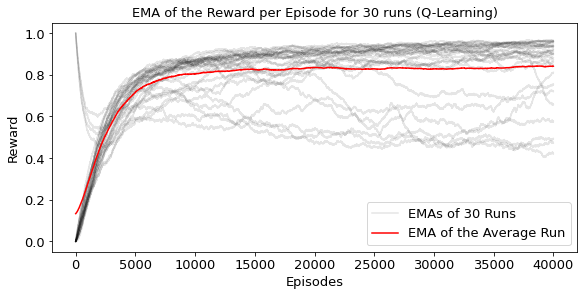 EMA of the Reward per Episode for 30 runs (Q-Learning)
1.0
0.8
0.6
0.4
0.2
0.0
Reward
0 5000 10000 15000 20000 25000 30000 35000 40000
Episodes
EMAs of 30 Runs
EMA of the Average Run